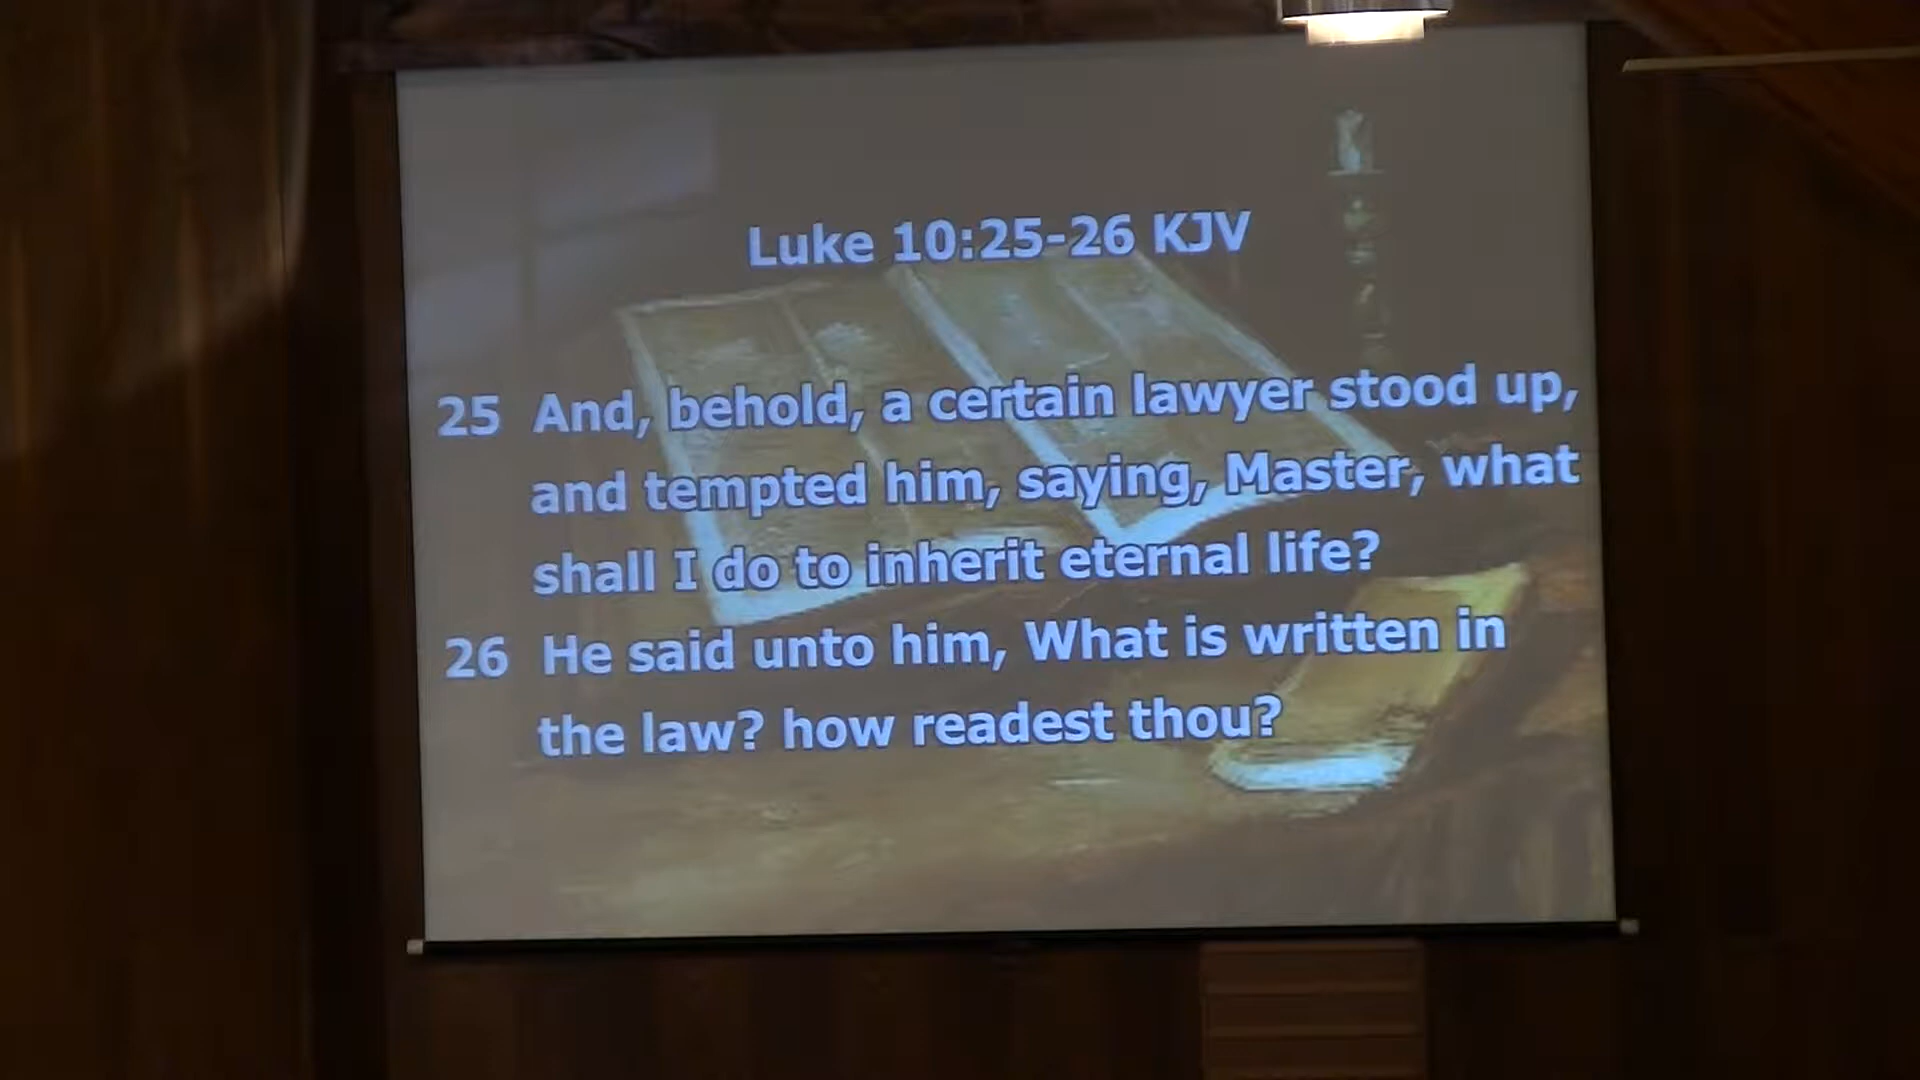 Luke 10:25-26 KJV
25 And, behold, a certain lawyer stood up,
and tempted him, saying, Master, what
shall I do to inherit eternal life?
26 He said unto him, What is written in
the law? how readest thou?